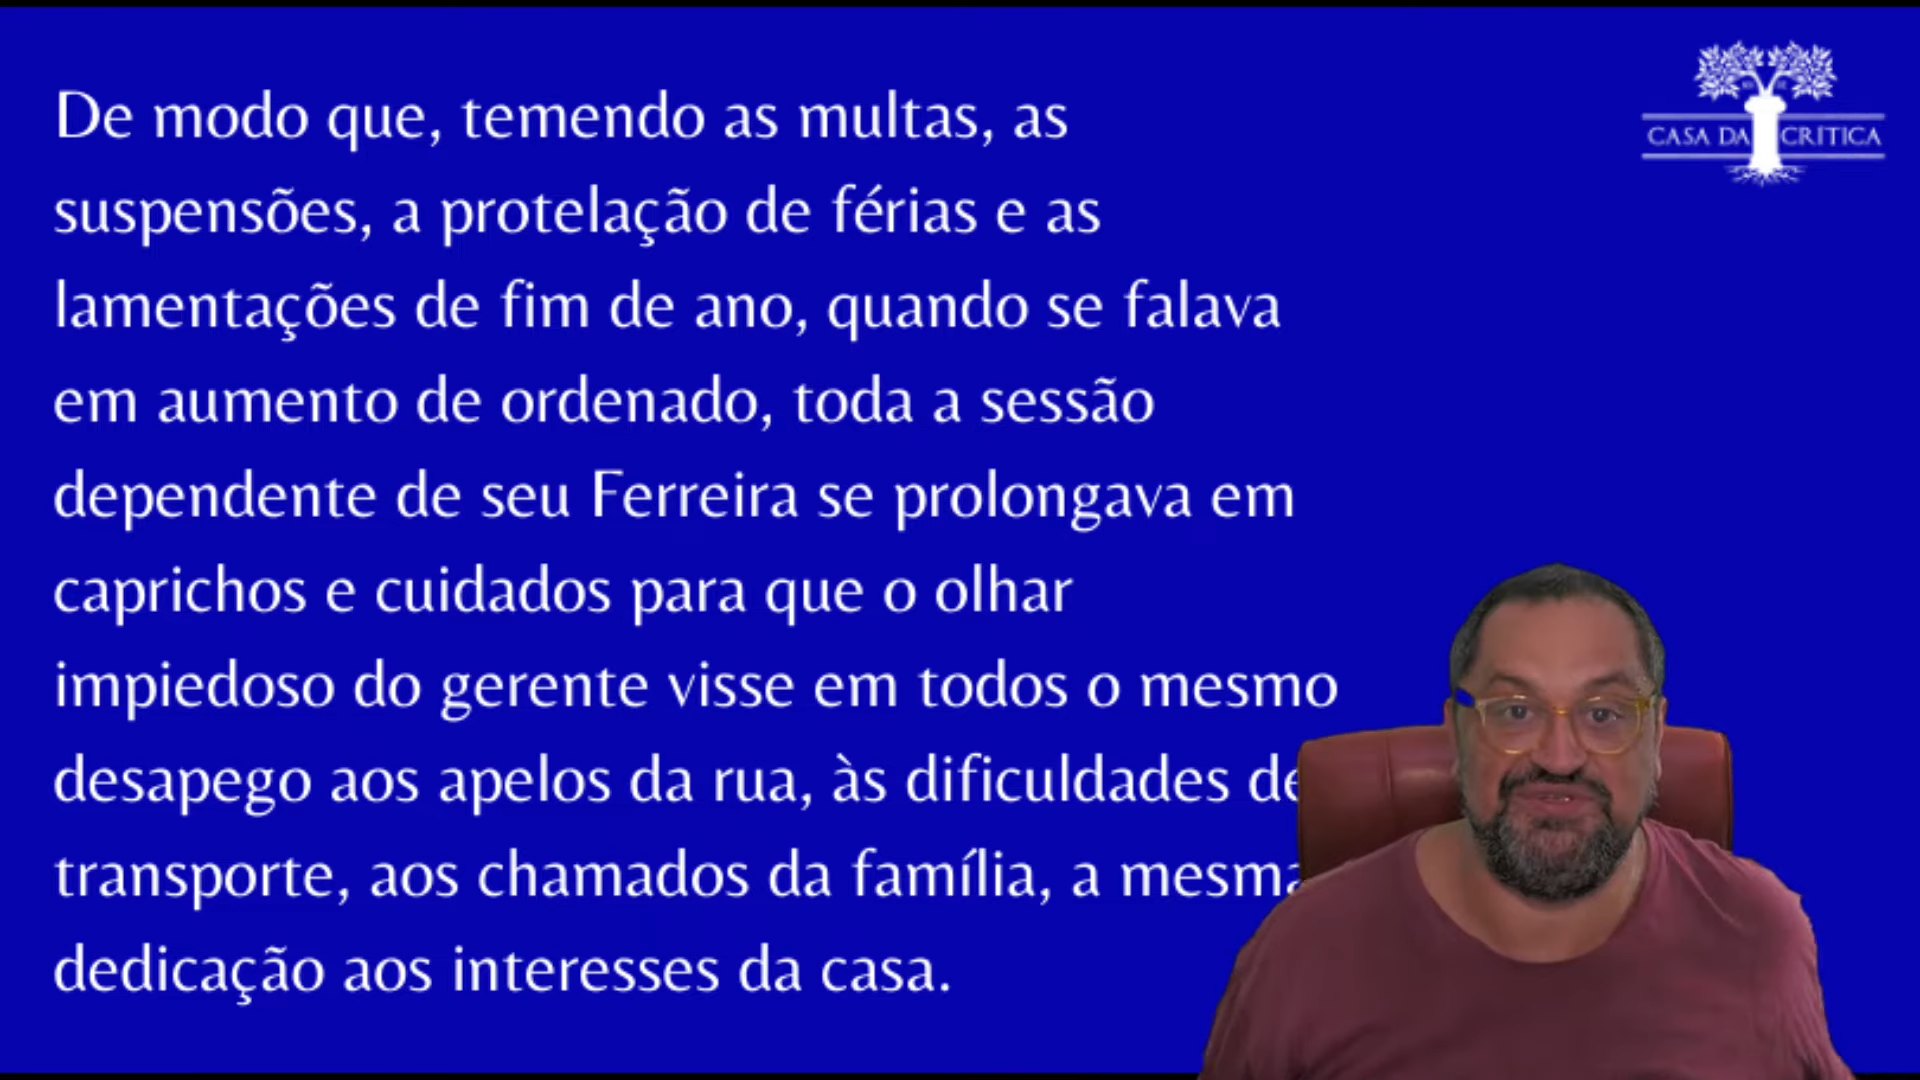 De modo que, temendo as multas, as
suspensões, a protelação de férias e as
lamentações de fim de ano, quando se falava
em aumento de ordenado, toda a sessão
dependente de seu Ferreira se prolongava em
caprichos e cuidados para que o olhar
impiedoso do gerente visse em todos o mesmo
desapego aos apelos da rua, às dificuldades de
transporte, aos chamados da família, a mesma
dedicação aos interesses da casa.
CASA DA CRÍTICA